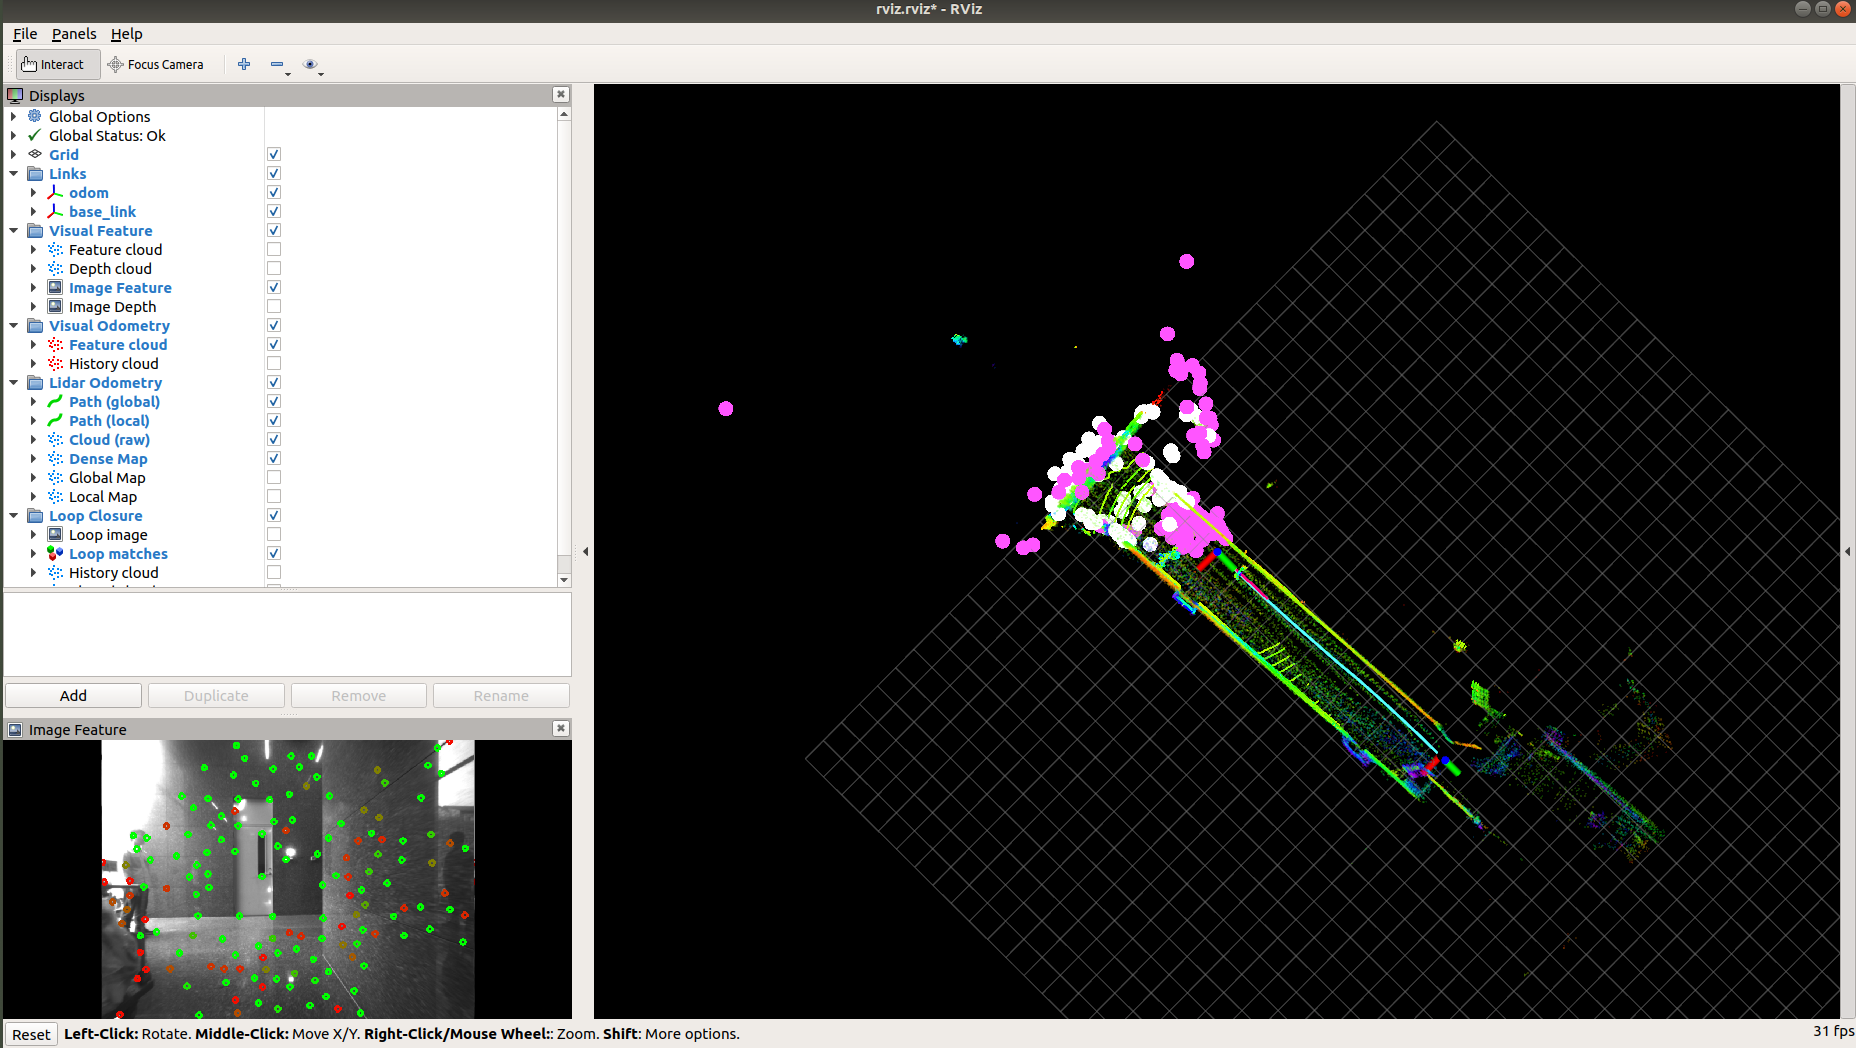 rviz.rviz* - RViz
File Panels Help
Interact Focus Camera
Displays
Global Options
Global Status: Ok
Grid
Links
odom
base_link
Visual Feature
Feature cloud
Depth cloud
Image Feature
Image Depth
Visual Odometry
Feature cloud
History cloud
Lidar Odometry
Path (global)
Path (local)
Cloud (raw)
Dense Map
Global Map
Local Map
Loop Closure
Loop image
Loop matches
History cloud
Add Duplicate Remove Rename
Image Feature
Reset Left-Click: Rotate. Middle-Click: Move X/Y. Right-Click/Mouse Wheel:: Zoom. Shift: More options. 31 fps